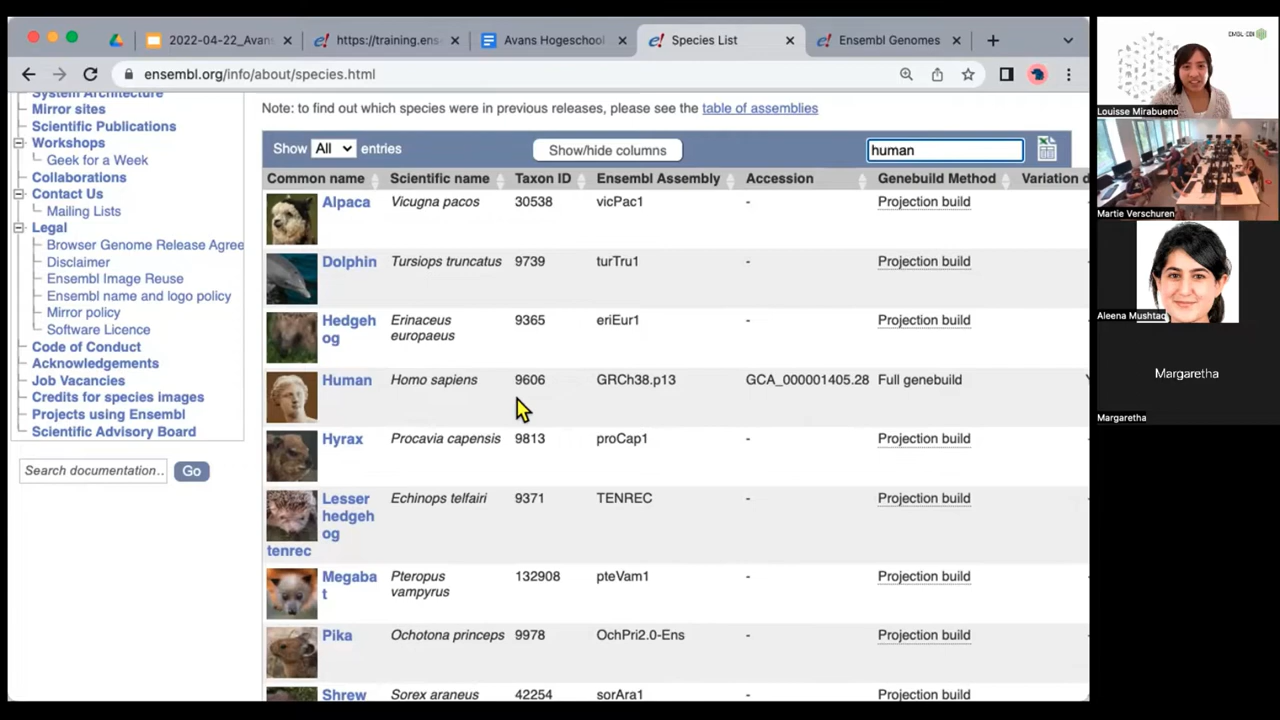 2022-04-22_Avans
https://training.ens
Avans Hogeschool
Species List
Ensembl Genomes
ensembl.org/info/about/species.html
System Architecture
Mirror sites
Scientific Publications
Workshops
Geek for a Week
Collaborations
Contact Us
Mailing Lists
Legal
Browser Genome Release Agree
Disclaimer
Ensembl Image Reuse
Ensembl name and logo policy
Mirror policy
Software Licence
Code of Conduct
Acknowledgements
Job Vacancies
Credits for species images
Projects using Ensembl
Scientific Advisory Board
Search documentation..
Go
Note: to find out which species were in previous releases, please see the table of assemblies
Show All entries
Show/hide columns
human
Common name Scientific name Taxon ID Ensembl Assembly Accession Genebuild Method Variation d
Alpaca Vicugna pacos 30538 vicPac1 - Projection build
Dolphin Tursiops truncatus 9739 turTru1 - Projection build
Hedgeh Erinaceus 9365 eriEur1 - Projection build
og europaeus
Human Homo sapiens 9606 GRCh38.p13 GCA_000001405.28 Full genebuild
Hyrax Procavia capensis 9813 proCap1 - Projection build
Lesser Echinops telfairi 9371 TENREC - Projection build
hedgeh
og
tenrec
Megaba Pteropus 132908 pteVam1 - Projection build
t vampyrus
Pika Ochotona princeps 9978 OchPri2.0-Ens - Projection build
Shrew Sorex araneus 42254 sorAra1 - Projection build
EMBL-EBI
Louisse Mirabueno
Martie Verschuren
Aleena Mushtaq
Margaretha
Margaretha